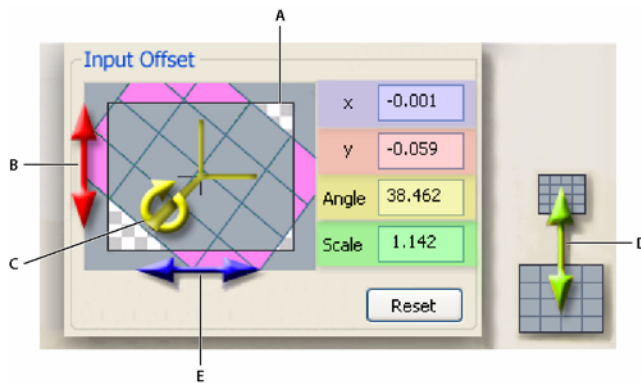 A
Input Offset
x -0.001
B
y -0.059
Angle 38.462
D
C
Scale 1.142
Reset
E